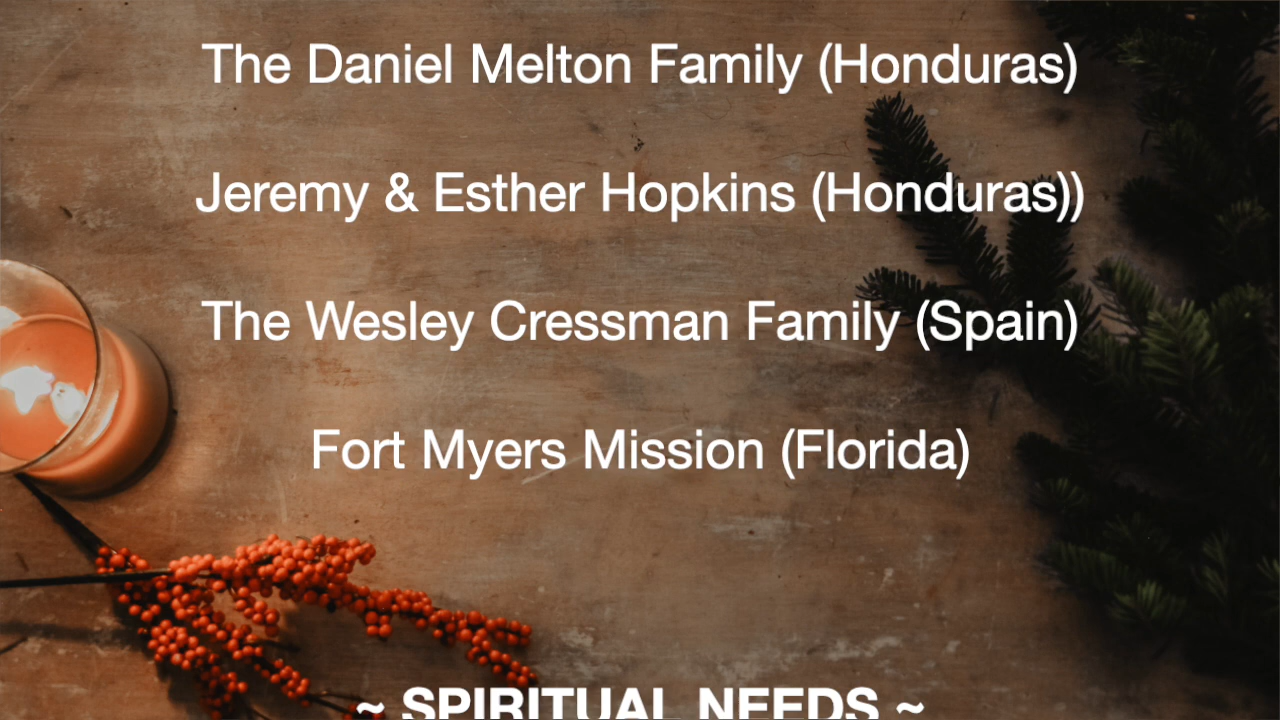 The Daniel Melton Family (Honduras)
Jeremy & Esther Hopkins (Honduras))
The Wesley Cressman Family (Spain)
Fort Myers Mission (Florida)
~ SPIRITUAL NEEDS ~